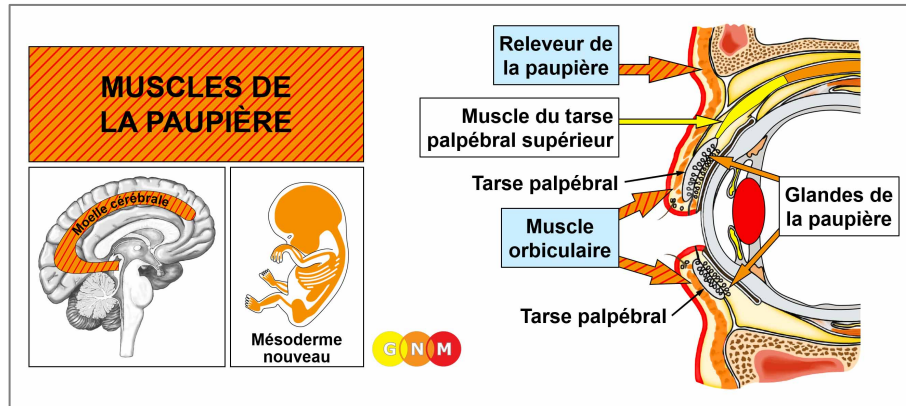 MUSCLES DE
LA PAUPIÈRE
Moelle cérébrale
Mésoderme
nouveau
G N M
Releveur de
la paupière
Muscle du tarse
palpébral supérieur
Tarse palpébral
Muscle
orbiculaire
Tarse palpébral
Glandes de
la paupière